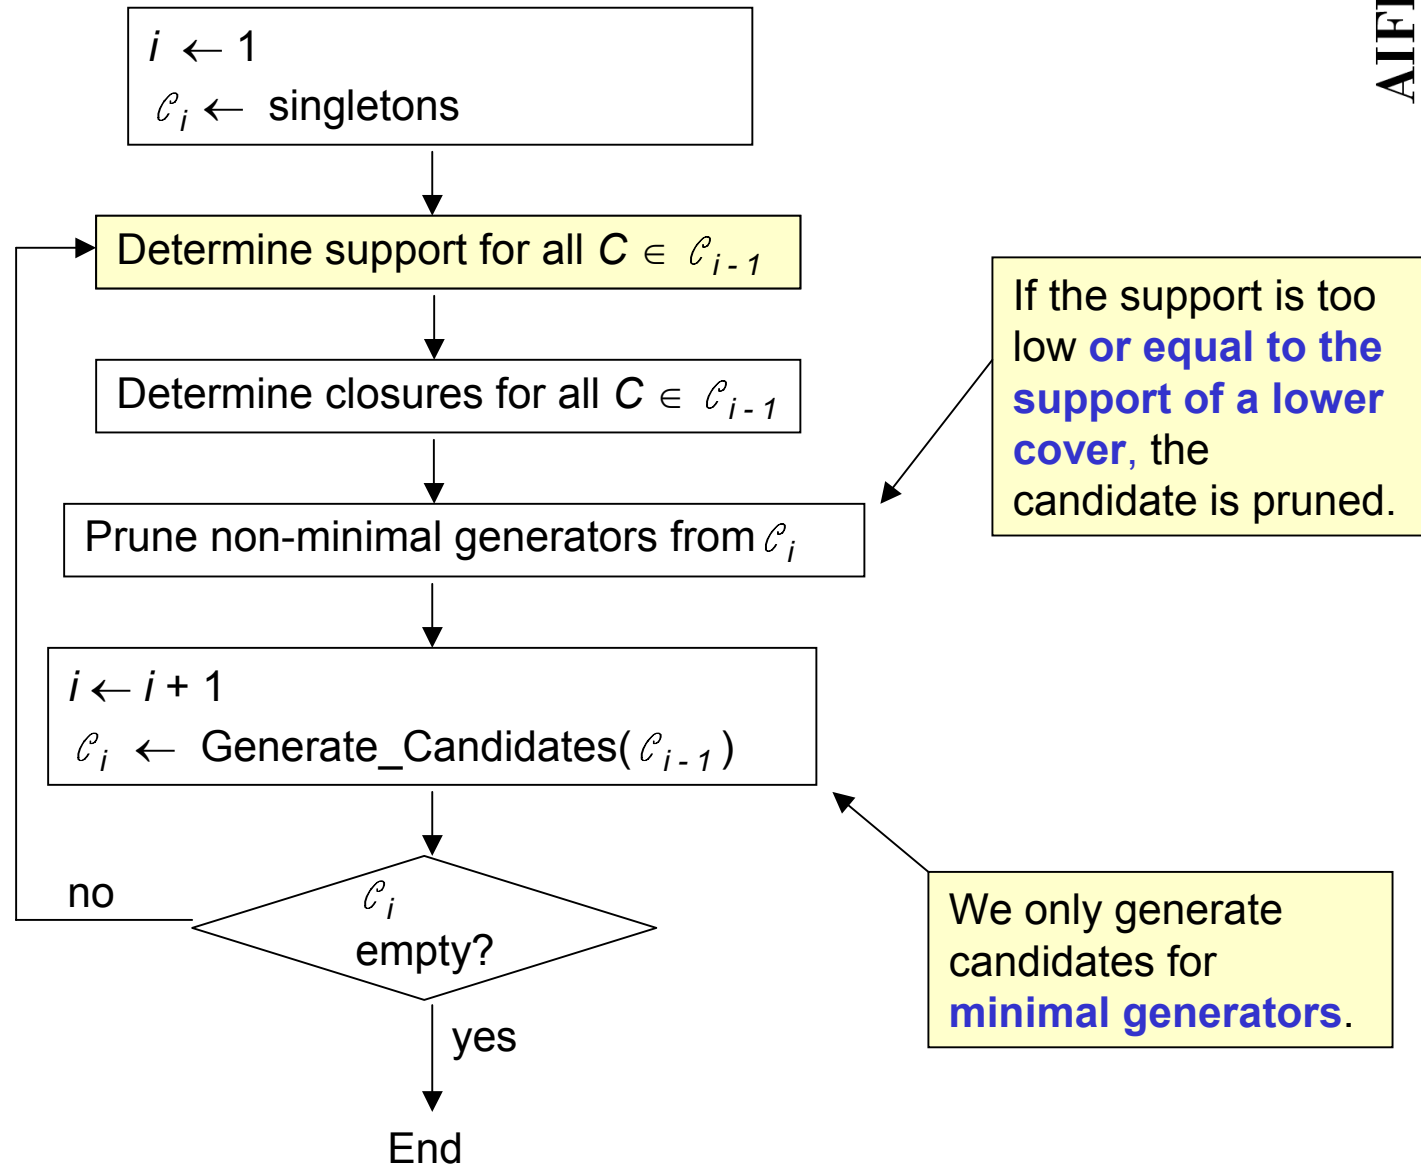 i ← 1
𝒞i ← singletons
Determine support for all C ∈ 𝒞i - 1
Determine closures for all C ∈ 𝒞i - 1
Prune non-minimal generators from 𝒞i
i ← i + 1
𝒞i ← Generate_Candidates( 𝒞i - 1 )
𝒞i
empty?
no
yes
End
If the support is too
low or equal to the
support of a lower
cover, the
candidate is pruned.
We only generate
candidates for
minimal generators.